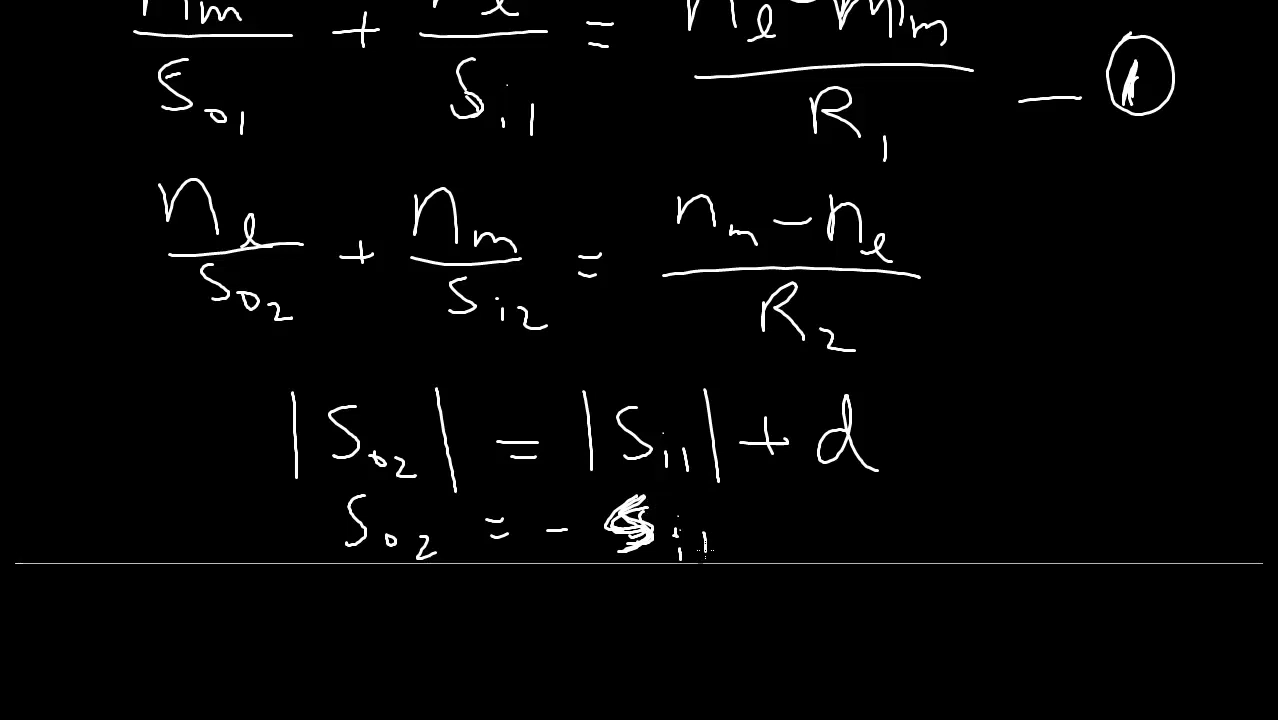 n_m/S_o1 + n_l/S_i1 = (n_l - n_m)/R_1 — ①
n_l/S_o2 + n_m/S_i2 = (n_m - n_l)/R_2
|S_o2| = |S_i1| + d
S_o2 = - S_i1